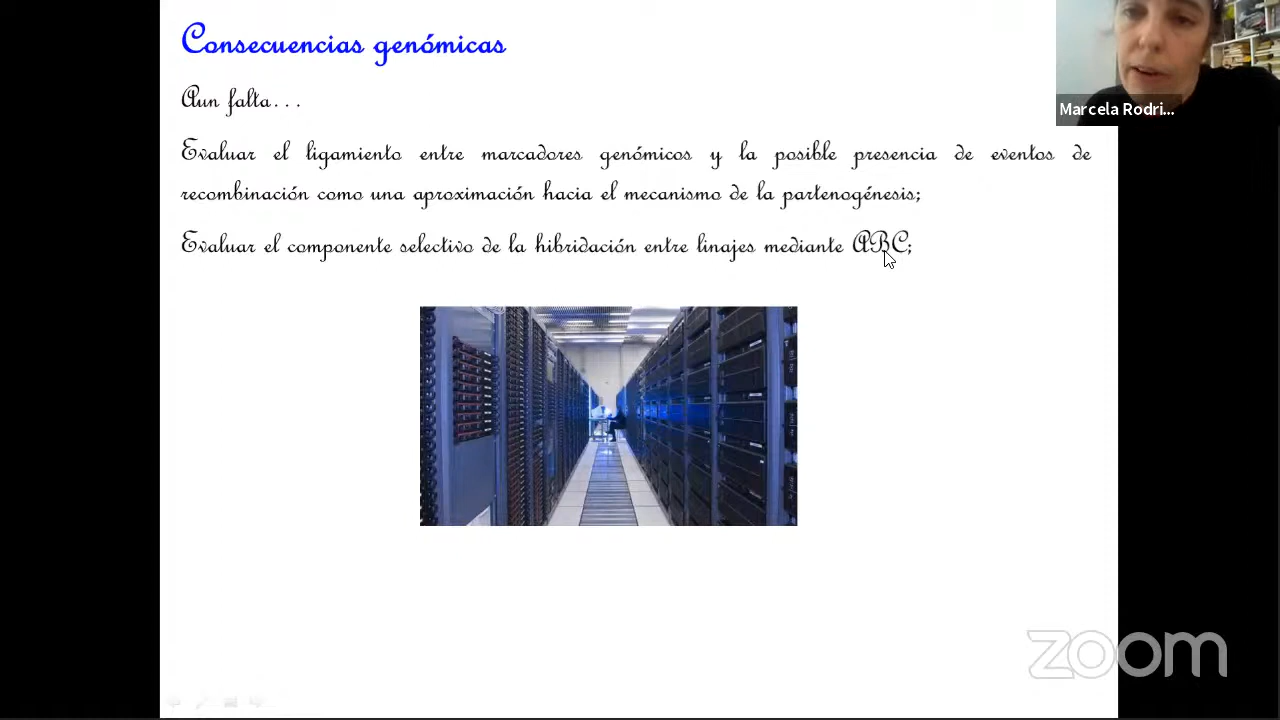 Consecuencias genómicas
Aun falta...
Evaluar el ligamiento entre marcadores genómicos y la posible presencia de eventos de
recombinación como una aproximación hacia el mecanismo de la partenogénesis;
Evaluar el componente selectivo de la hibridación entre linajes mediante ABC;
Marcela Rodri...
zoom